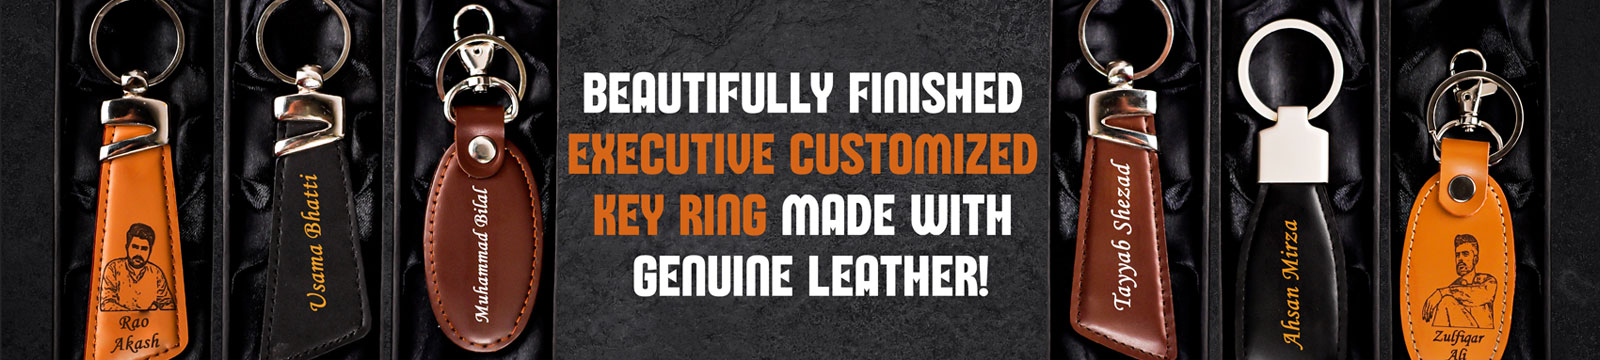 Rao
Akash
Usama Bhatti
Muhammad Bilal
BEAUTIFULLY FINISHED
EXECUTIVE CUSTOMIZED
KEY RING MADE WITH
GENUINE LEATHER!
Tayyab Shezad
Ahsan Mirza
Zulfiqar
Ali